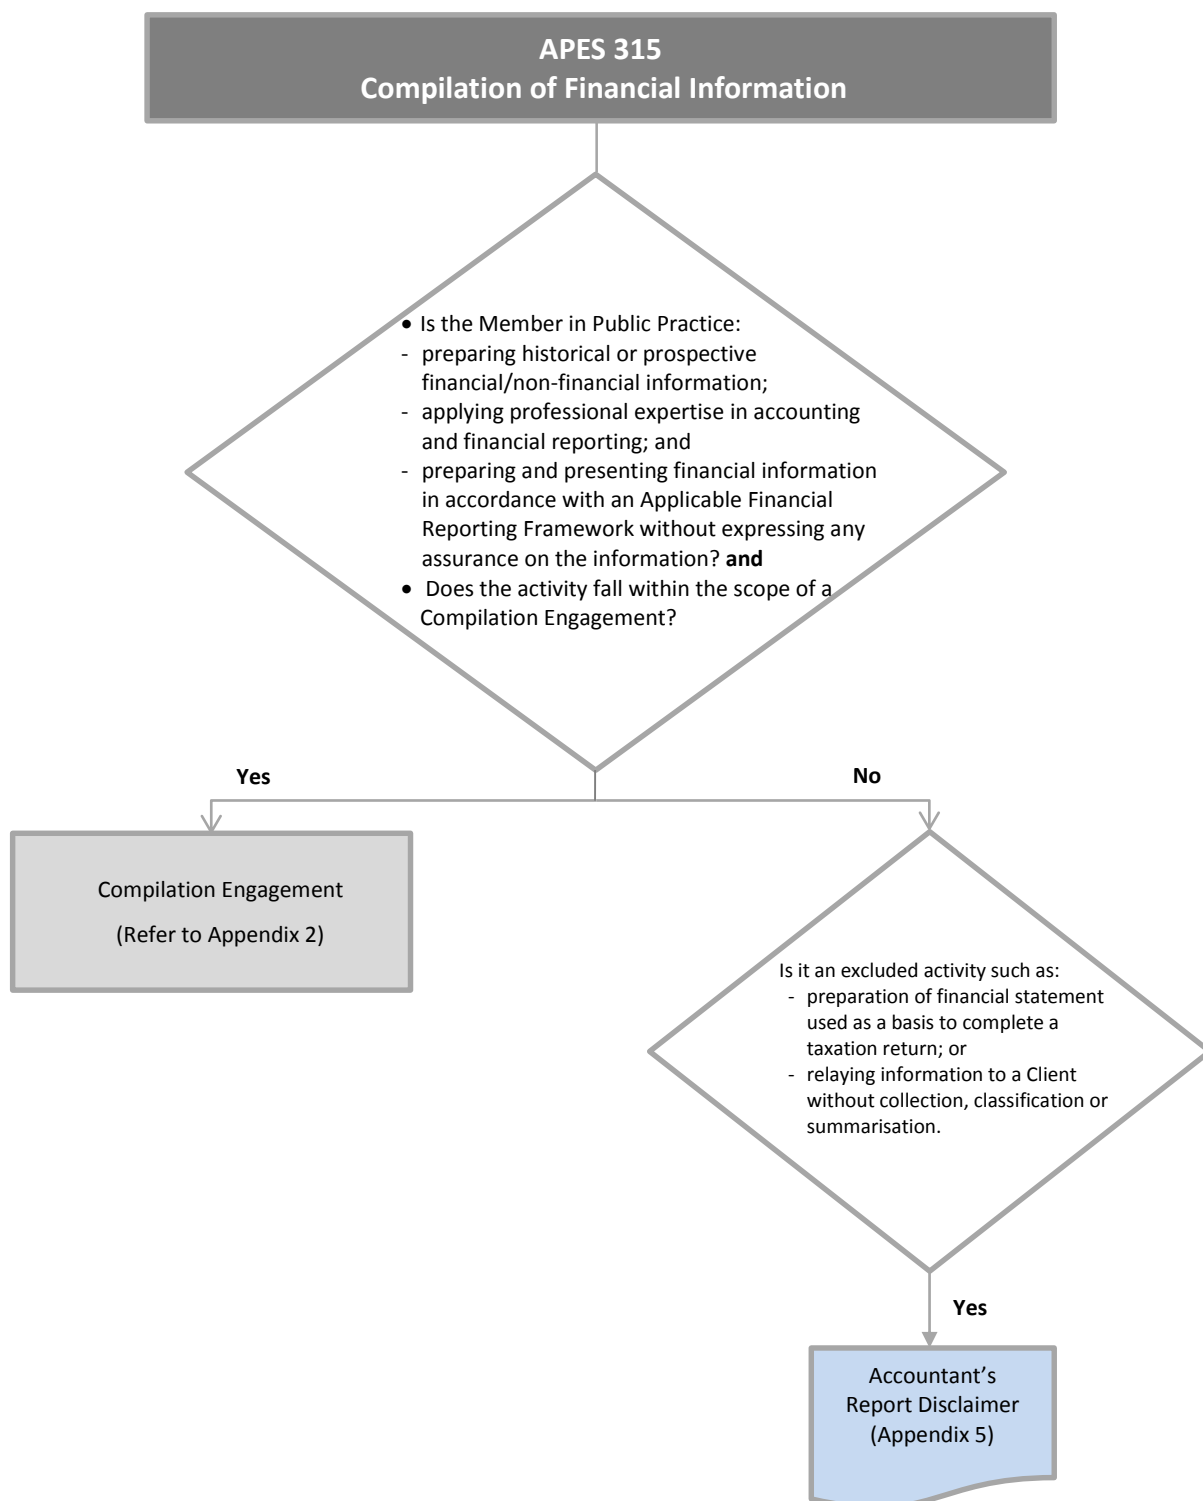 APES 315
Compilation of Financial Information
• Is the Member in Public Practice:
- preparing historical or prospective
financial/non-financial information;
- applying professional expertise in accounting
and financial reporting; and
- preparing and presenting financial information
in accordance with an Applicable Financial
Reporting Framework without expressing any
assurance on the information? and
• Does the activity fall within the scope of a
Compilation Engagement?
Yes
No
Compilation Engagement
(Refer to Appendix 2)
Is it an excluded activity such as:
- preparation of financial statement
used as a basis to complete a
taxation return; or
- relaying information to a Client
without collection, classification or
summarisation.
Yes
Accountant’s
Report Disclaimer
(Appendix 5)